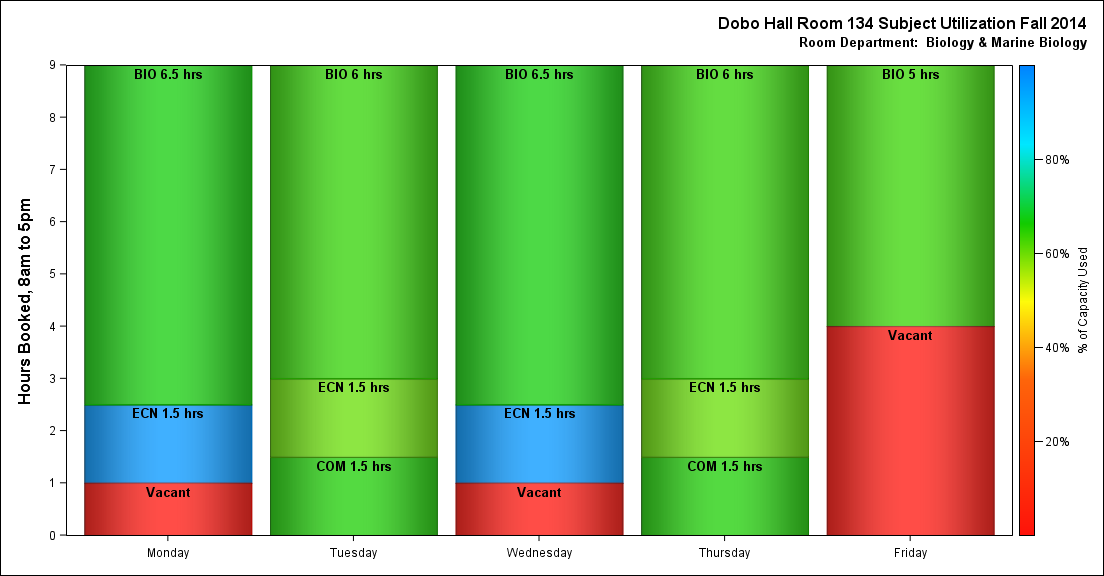 Dobo Hall Room 134 Subject Utilization Fall 2014
Room Department:  Biology & Marine Biology
Hours Booked, 8am to 5pm
9
8
7
6
5
4
3
2
1
0
BIO 6.5 hrs
ECN 1.5 hrs
Vacant
BIO 6 hrs
ECN 1.5 hrs
COM 1.5 hrs
BIO 6.5 hrs
ECN 1.5 hrs
Vacant
BIO 6 hrs
ECN 1.5 hrs
COM 1.5 hrs
BIO 5 hrs
Vacant
Monday
Tuesday
Wednesday
Thursday
Friday
80%
60%
40%
20%
% of Capacity Used